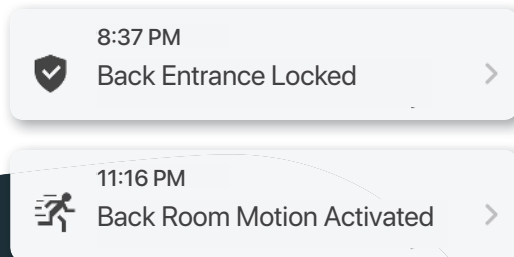 8:37 PM
Back Entrance Locked
11:16 PM
Back Room Motion Activated